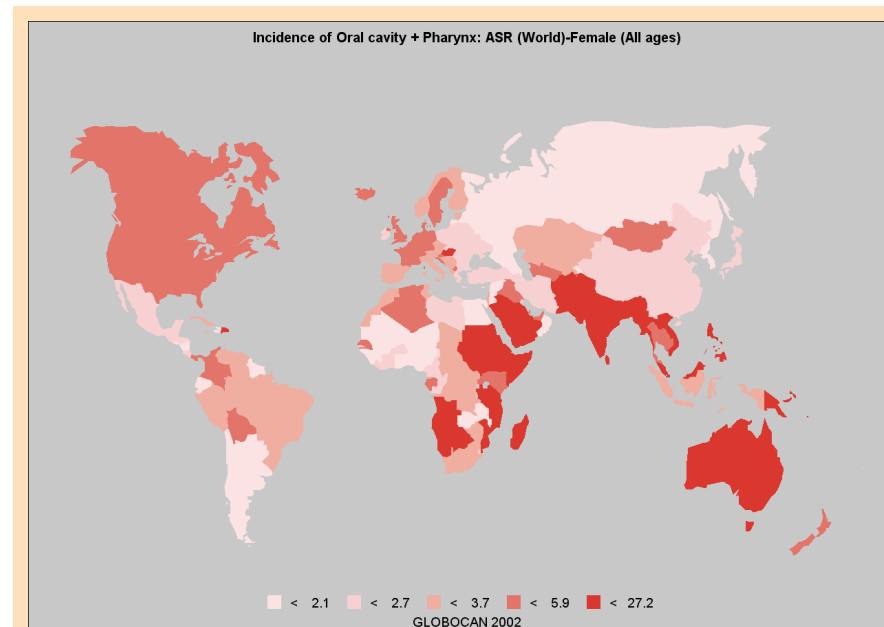 Incidence of Oral cavity + Pharynx: ASR (World)-Female (All ages)
< 2.1 < 2.7 < 3.7 < 5.9 < 27.2
GLOBOCAN 2002